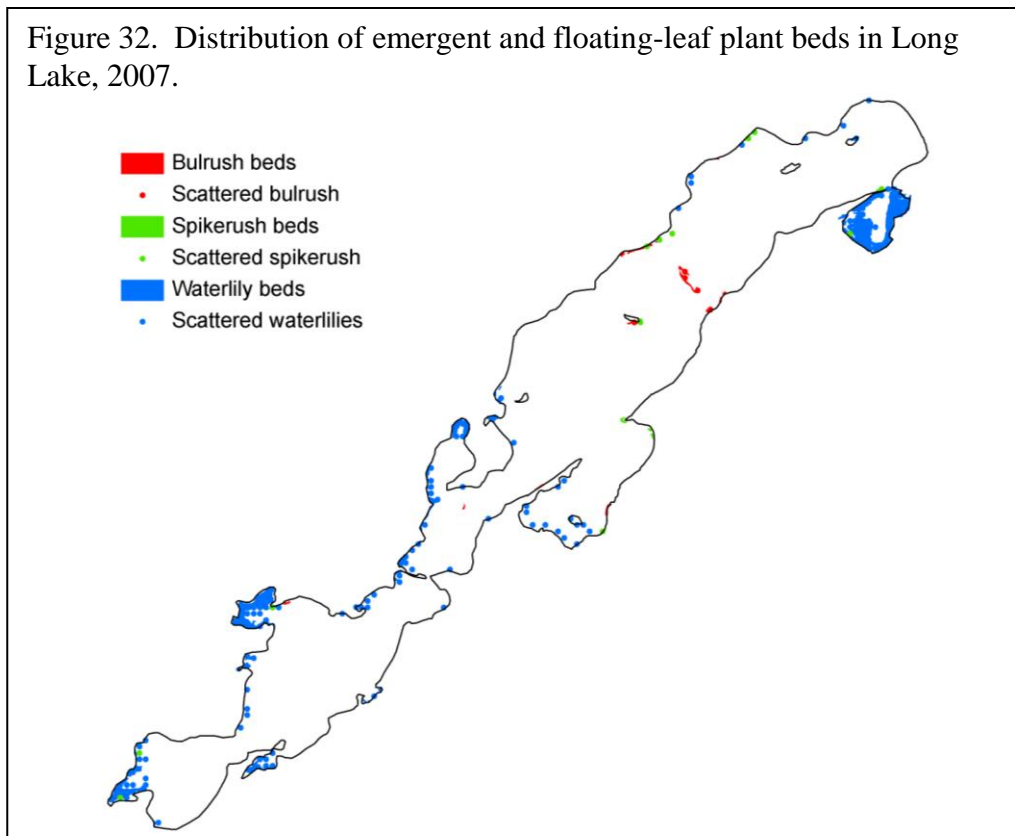 Figure 32. Distribution of emergent and floating-leaf plant beds in Long
Lake, 2007.
Bulrush beds
Scattered bulrush
Spikerush beds
Scattered spikerush
Waterlily beds
Scattered waterlilies